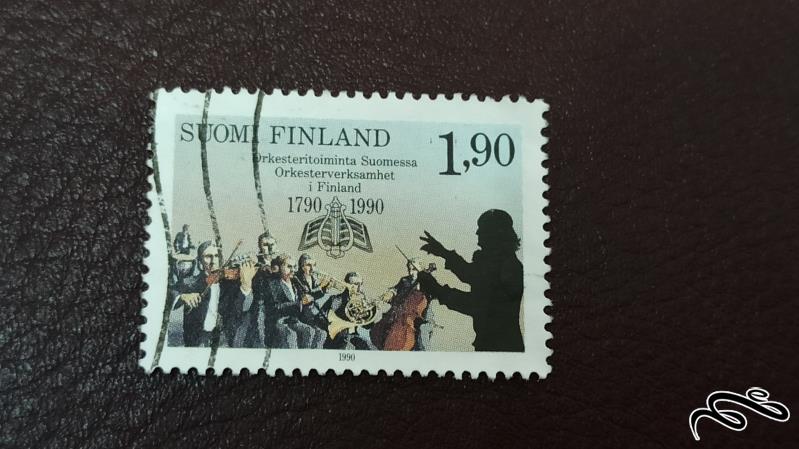 SUOMI FINLAND
1,90
Orkesteritoiminta Suomessa
Orkesterverksamhet
i Finland
1790 1990
1990